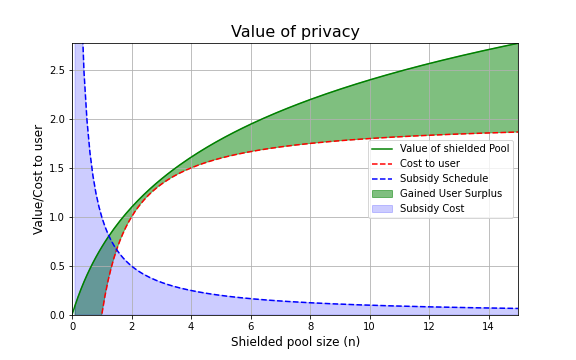 Value of privacy
Value/Cost to user
2.5
2.0
1.5
1.0
0.5
0.0
Value of shielded Pool
Cost to user
Subsidy Schedule
Gained User Surplus
Subsidy Cost
0 2 4 6 8 10 12 14
Shielded pool size (n)